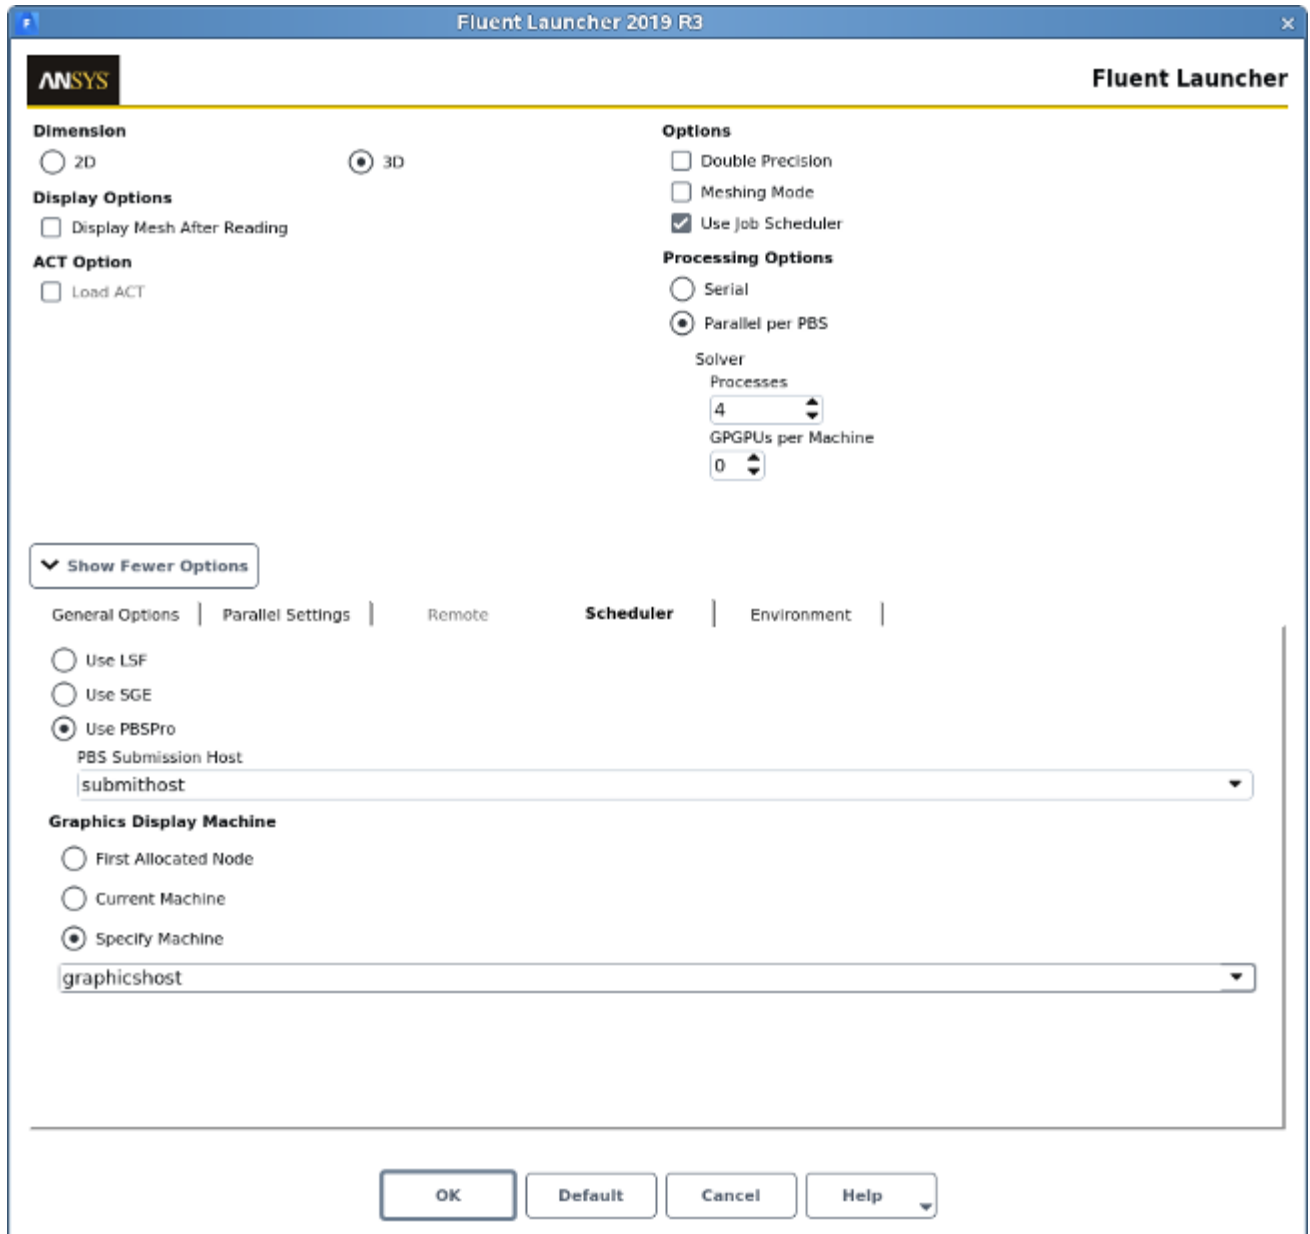 Fluent Launcher 2019 R3
ANSYS
Fluent Launcher
Dimension
2D
3D
Display Options
Display Mesh After Reading
ACT Option
Load ACT
Options
Double Precision
Meshing Mode
Use Job Scheduler
Processing Options
Serial
Parallel per PBS
Solver
Processes
4
GPGPUs per Machine
0
Show Fewer Options
General Options
Parallel Settings
Remote
Scheduler
Environment
Use LSF
Use SGE
Use PBSPro
PBS Submission Host
submithost
Graphics Display Machine
First Allocated Node
Current Machine
Specify Machine
graphicshost
OK
Default
Cancel
Help